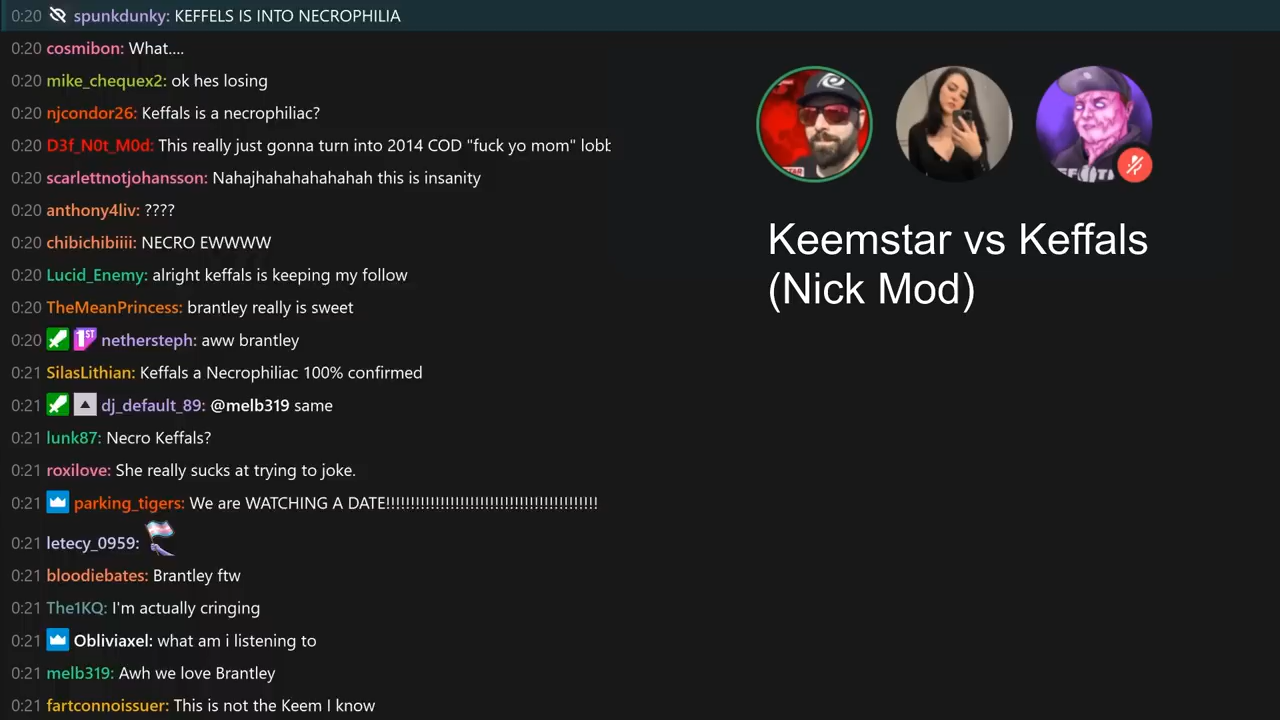 0:20 spunkdunky: KEFFELS IS INTO NECROPHILIA
0:20 cosmibon: What....
0:20 mike_chequex2: ok hes losing
0:20 njcondor26: Keffals is a necrophiliac?
0:20 D3f_N0t_M0d: This really just gonna turn into 2014 COD "fuck yo mom" lobb
0:20 scarlettnotjohansson: Nahajhahahahahahah this is insanity
0:20 anthony4liv: ????
0:20 chibichibiiii: NECRO EWWWW
0:20 Lucid_Enemy: alright keffals is keeping my follow
0:20 TheMeanPrincess: brantley really is sweet
0:20 1ST nethersteph: aww brantley
0:21 SilasLithian: Keffals a Necrophiliac 100% confirmed
0:21 dj_default_89: @melb319 same
0:21 lunk87: Necro Keffals?
0:21 roxilove: She really sucks at trying to joke.
0:21 parking_tigers: We are WATCHING A DATE!!!!!!!!!!!!!!!!!!!!!!!!!!!!!!!!!!!!!!!!!!!
0:21 letecy_0959:
0:21 bloodiebates: Brantley ftw
0:21 The1KQ: I'm actually cringing
0:21 Obliviaxel: what am i listening to
0:21 melb319: Awh we love Brantley
0:21 fartconnoissuer: This is not the Keem I know
Keemstar vs Keffals
(Nick Mod)